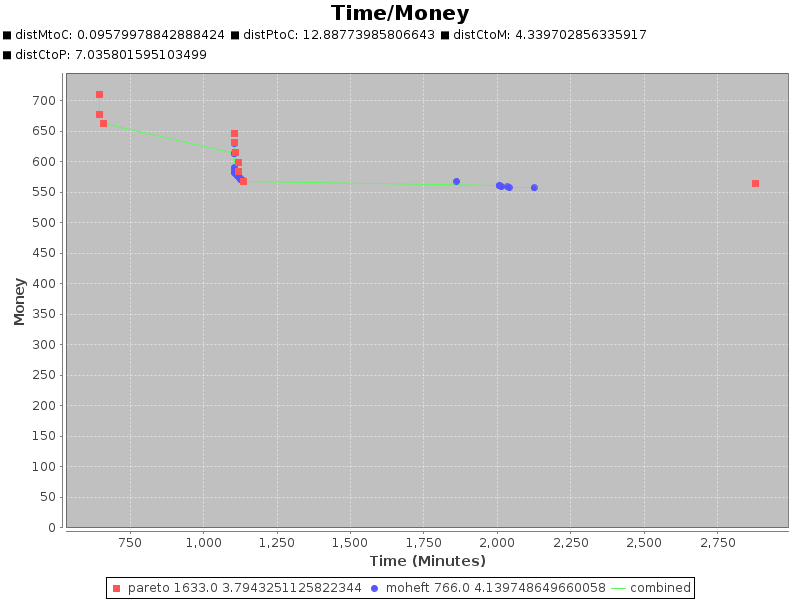 Time/Money
distMtoC: 0.09579978842888424 distPtoC: 12.88773985806643 distCtoM: 4.339702856335917
distCtoP: 7.035801595103499
700
650
600
550
500
450
400
350
300
250
200
150
100
50
0
Money
750 1,000 1,250 1,500 1,750 2,000 2,250 2,500 2,750
Time (Minutes)
pareto 1633.0 3.7943251125822344 moheft 766.0 4.139748649660058 combined